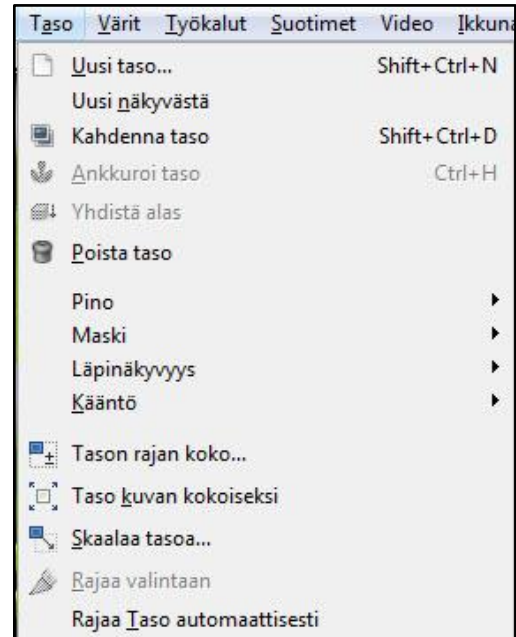 Taso Värit Työkalut Suotimet Video
Uusi taso... Shift+Ctrl+N
Uusi näkyvästä
Kahdenna taso Shift+Ctrl+D
Ankkuroi taso Ctrl+H
Yhdistä alas
Poista taso
Pino
Maski
Läpinäkyvyys
Kääntö
Tason rajan koko...
Taso kuvan kokoiseksi
Skaalaa tasoa...
Rajaa valintaan
Rajaa Taso automaattisesti